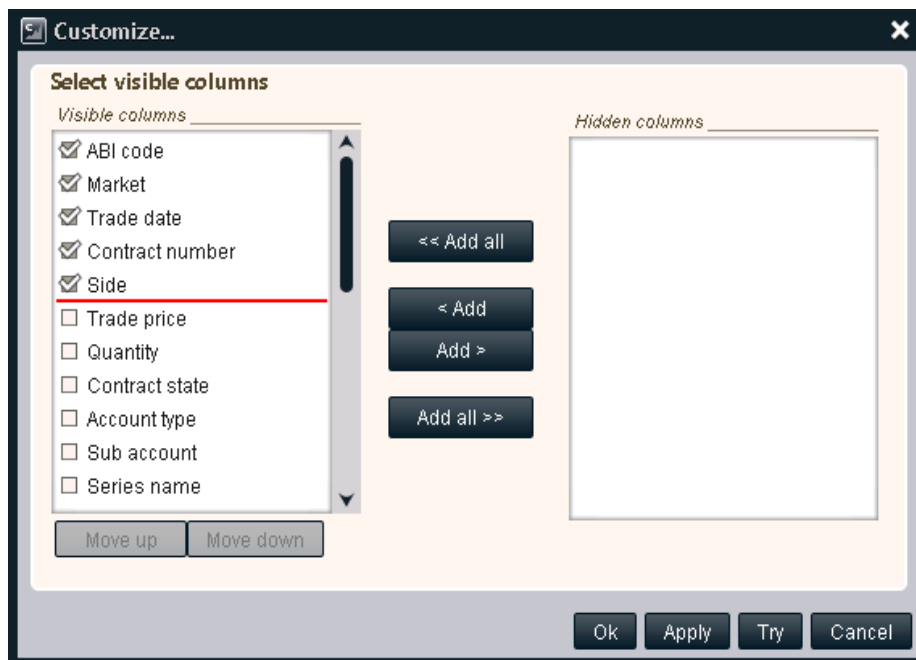 Customize...
Select visible columns
Visible columns
Hidden columns
ABI code
Market
Trade date
Contract number
Side
Trade price
Quantity
Contract state
Account type
Sub account
Series name
<< Add all
< Add
Add >
Add all >>
Move up
Move down
Ok
Apply
Try
Cancel